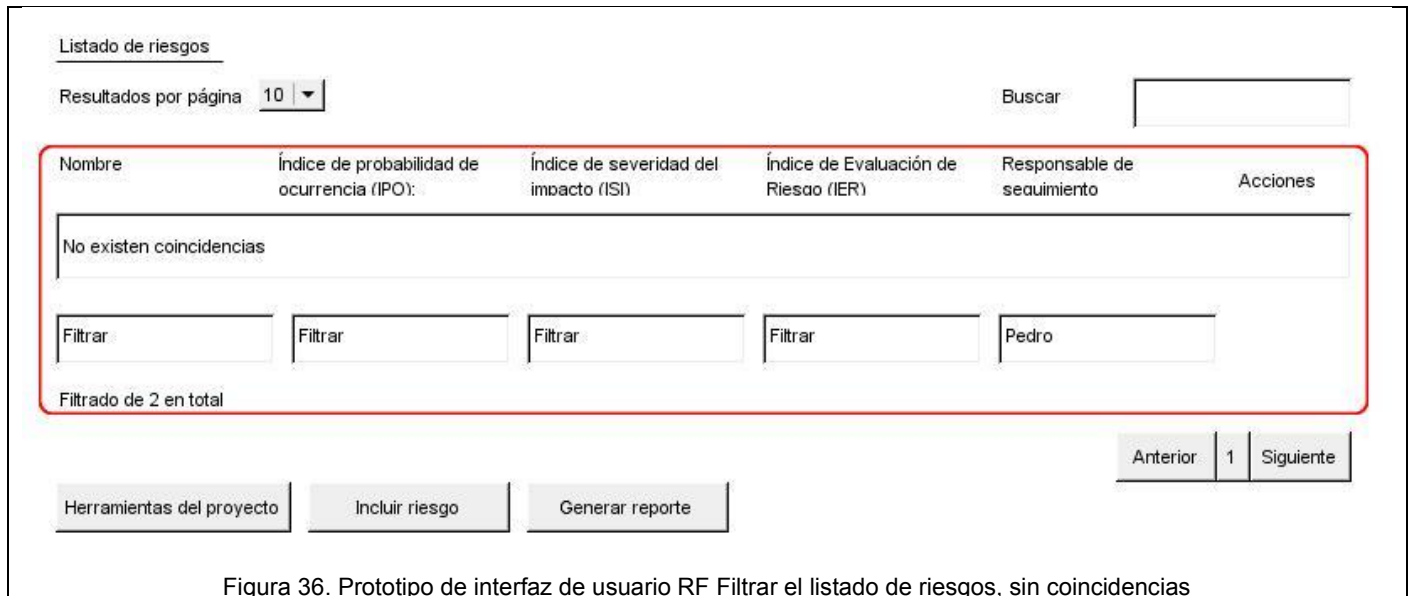 Listado de riesgos
Resultados por página 10 Buscar
Nombre Índice de probabilidad de Índice de severidad del Índice de Evaluación de Responsable de Acciones
ocurrencia (IPO): impacto (ISI) Riesgo (IER) seguimiento
No existen coincidencias
Filtrar Filtrar Filtrar Filtrar Pedro
Filtrado de 2 en total
Anterior 1 Siguiente
Herramientas del proyecto Incluir riesgo Generar reporte
Figura 36. Prototipo de interfaz de usuario RF Filtrar el listado de riesgos, sin coincidencias